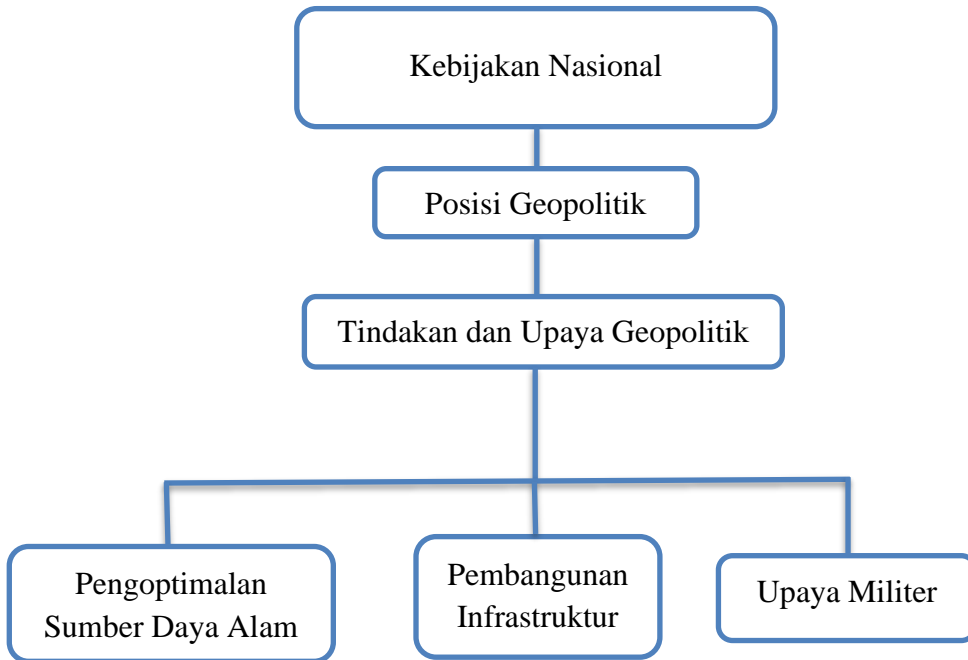 Kebijakan Nasional
Posisi Geopolitik
Tindakan dan Upaya Geopolitik
Pengoptimalan
Sumber Daya Alam
Pembangunan
Infrastruktur
Upaya Militer